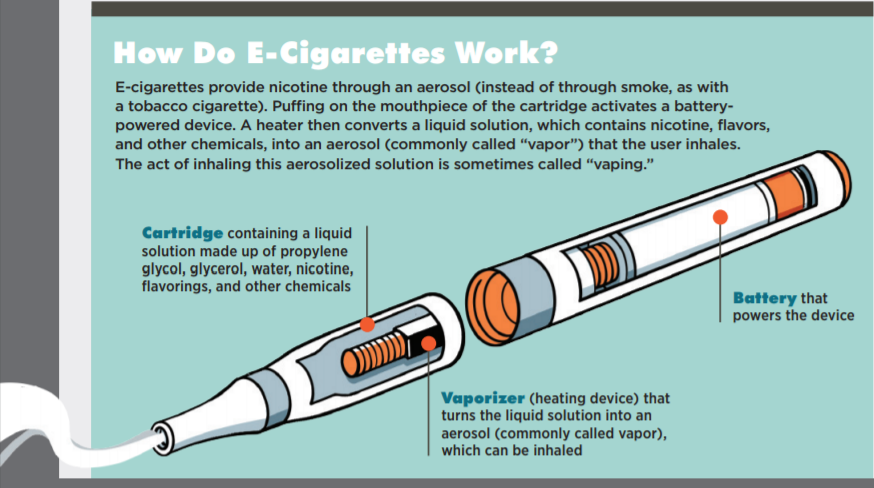 How Do E-Cigarettes Work?
E-cigarettes provide nicotine through an aerosol (instead of through smoke, as with
a tobacco cigarette). Puffing on the mouthpiece of the cartridge activates a battery-
powered device. A heater then converts a liquid solution, which contains nicotine, flavors,
and other chemicals, into an aerosol (commonly called “vapor”) that the user inhales.
The act of inhaling this aerosolized solution is sometimes called “vaping.”
Cartridge containing a liquid
solution made up of propylene
glycol, glycerol, water, nicotine,
flavorings, and other chemicals
Battery that
powers the device
Vaporizer (heating device) that
turns the liquid solution into an
aerosol (commonly called vapor),
which can be inhaled